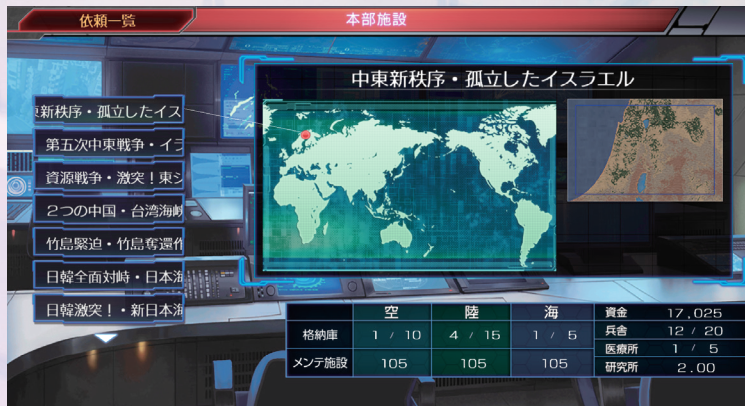 依頼一覧
本部施設
中東新秩序・孤立したイスラエル
東新秩序・孤立したイス
第五次中東戦争・イラ
資源戦争・激突！東シ
２つの中国・台湾海峡
竹島緊迫・竹島奪還作
日韓全面対峙・日本海
日韓激突！・新日本海
空 陸 海
格納庫 1 / 10 4 / 15 1 / 5
メンテ施設 105 105 105
資金 17,025
兵舎 12 / 20
医療所 1 / 5
研究所 2.00